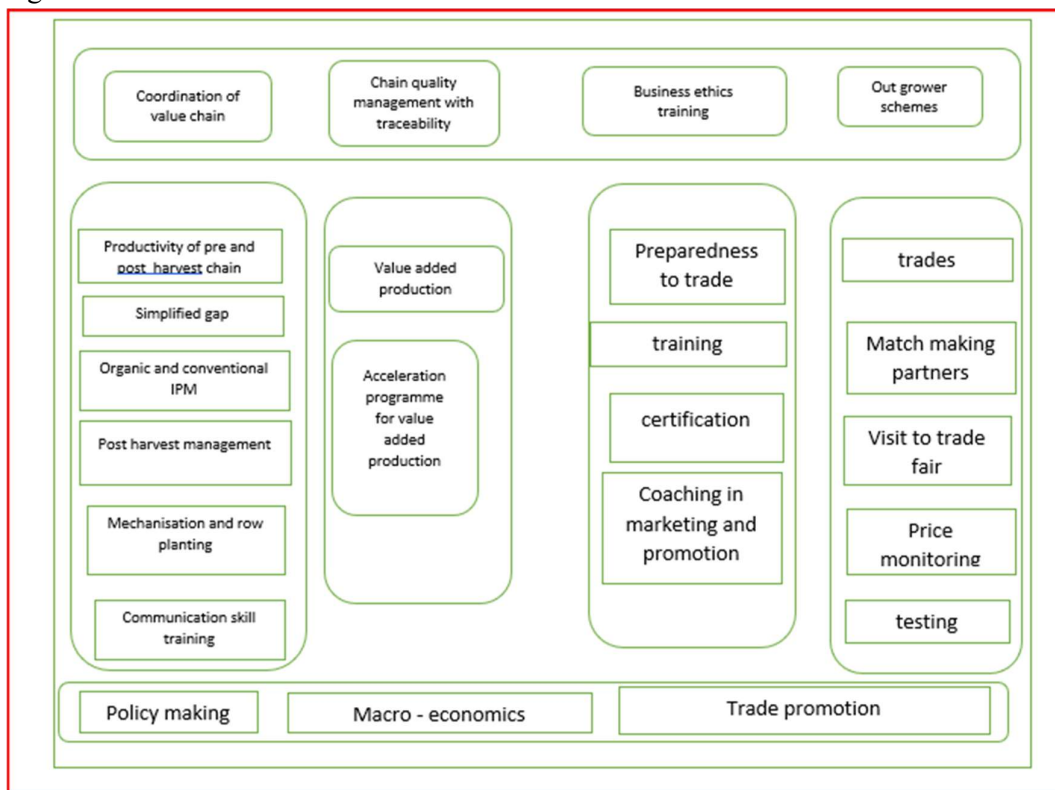 Coordination of
value chain
Chain quality
management with
traceability
Business ethics
training
Out grower
schemes
Productivity of pre and
post harvest chain
Simplified gap
Organic and conventional
IPM
Post harvest management
Mechanisation and row
planting
Communication skill
training
Value added
production
Acceleration
programme
for value
added
production
Preparedness
to trade
training
certification
Coaching in
marketing and
promotion
trades
Match making
partners
Visit to trade
fair
Price
monitoring
testing
Policy making
Macro - economics
Trade promotion